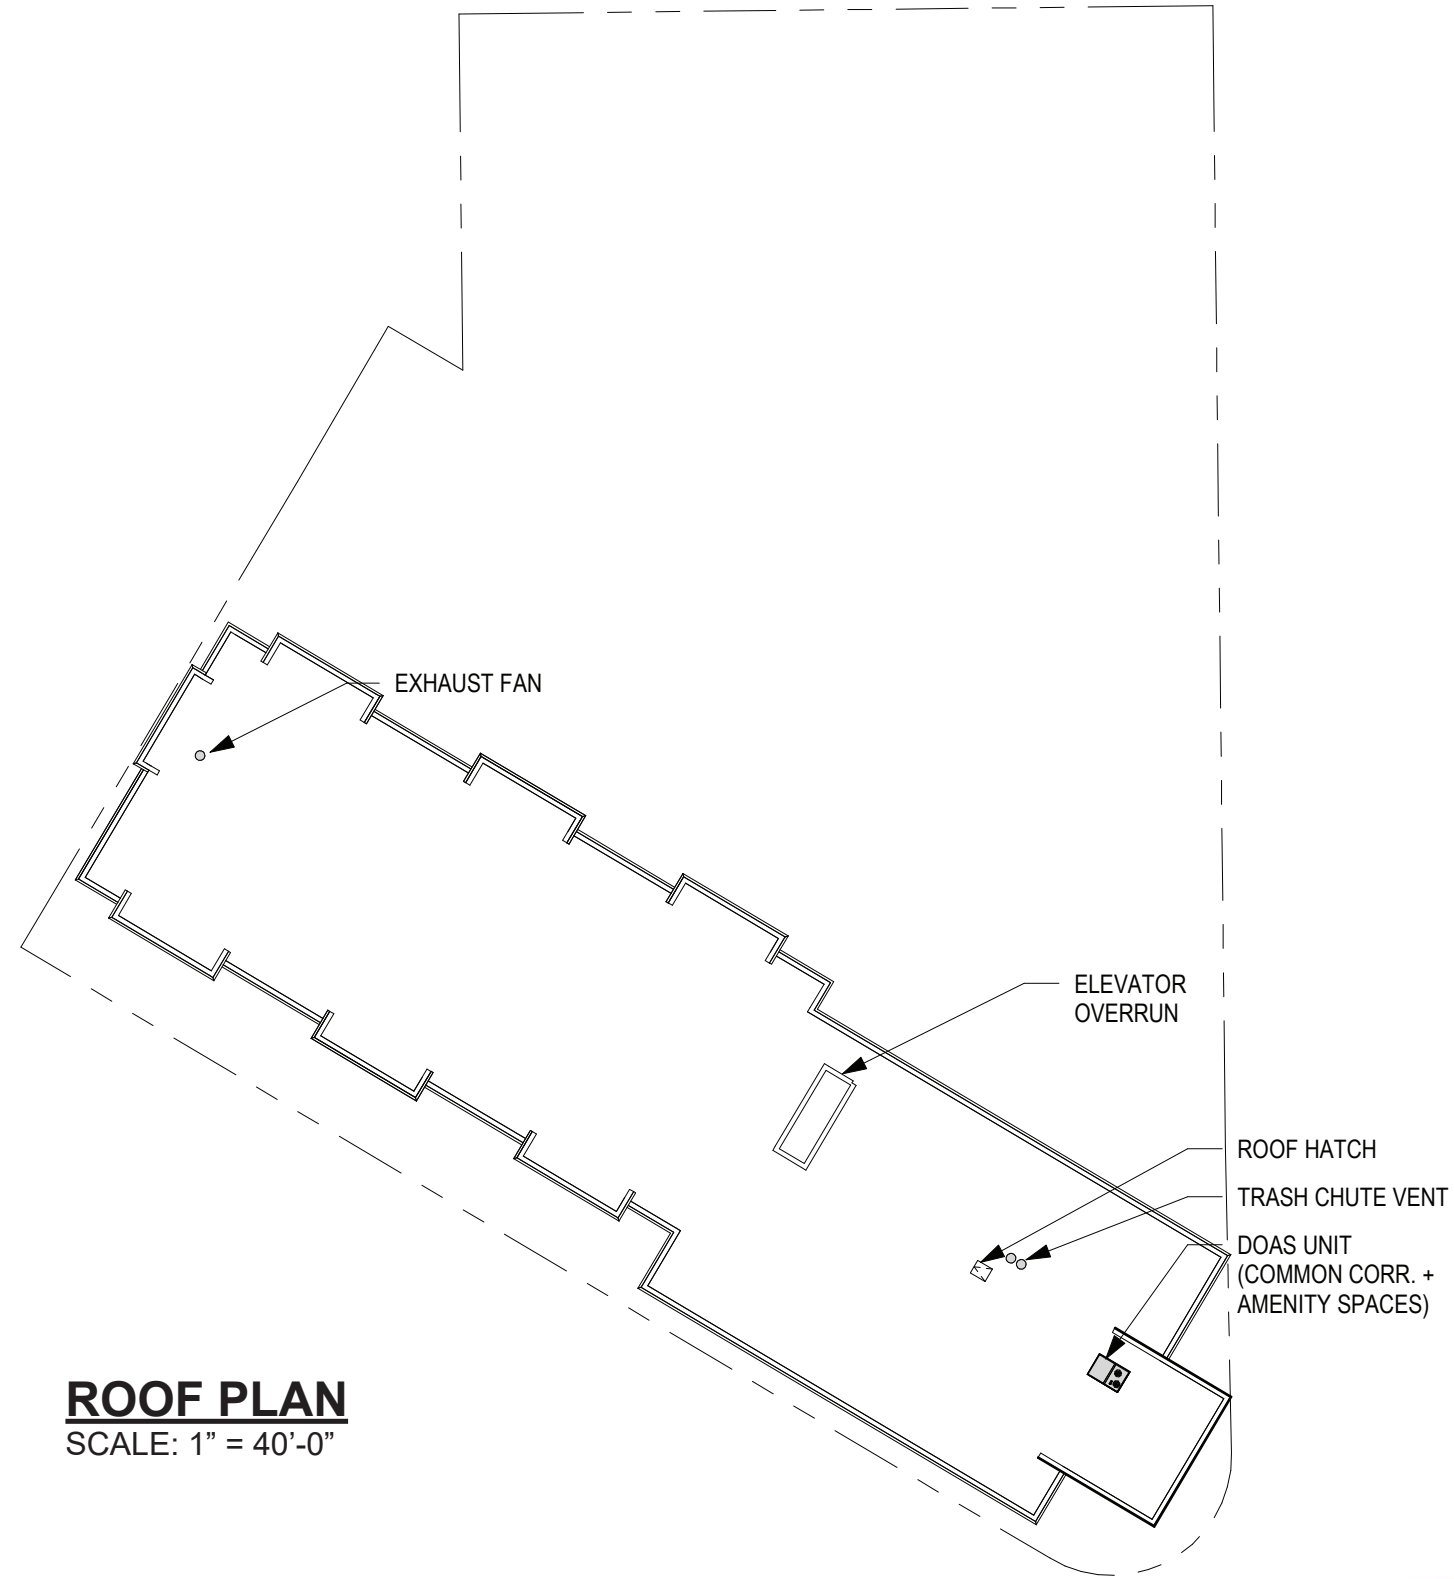 EXHAUST FAN
ELEVATOR
OVERRUN
ROOF HATCH
TRASH CHUTE VENT
DOAS UNIT
(COMMON CORR. +
AMENITY SPACES)
ROOF PLAN
SCALE: 1” = 40’-0”